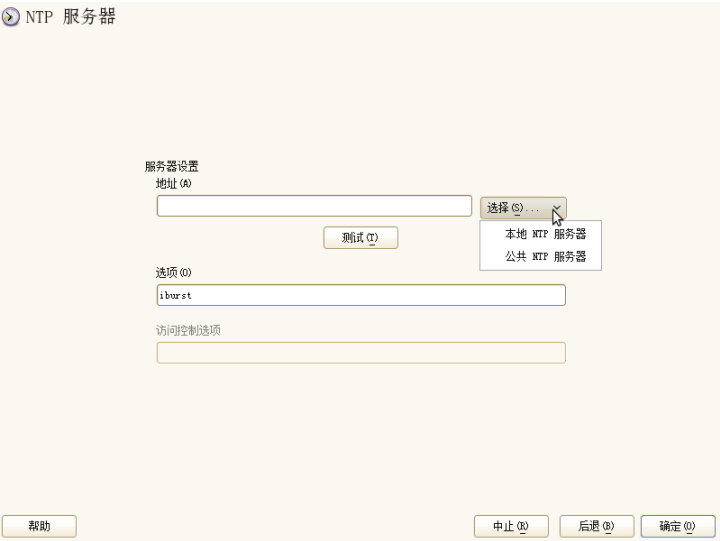 NTP 服务器
服务器设置
地址(A)
选择(S)...
本地 NTP 服务器
公共 NTP 服务器
测试(T)
选项(O)
iburst
访问控制选项
帮助
中止(R)
后退(B)
确定(O)